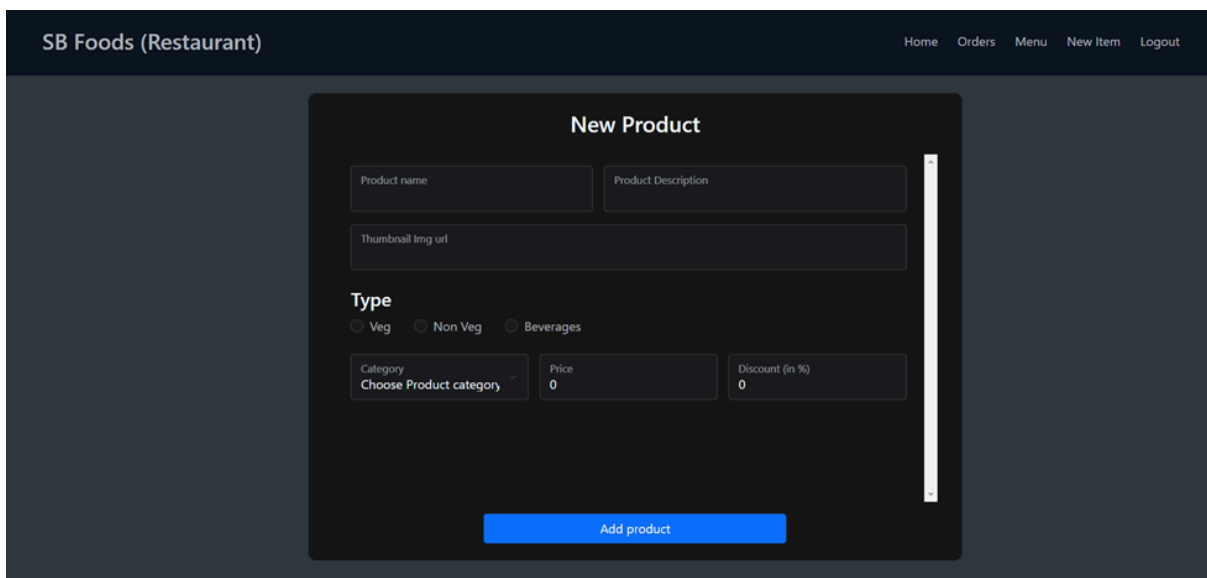 SB Foods (Restaurant)
Home Orders Menu New Item Logout
New Product
Product name Product Description
Thumbnail Img url
Type
Veg Non Veg Beverages
Category Price Discount (in %)
Choose Product category 0 0
Add product